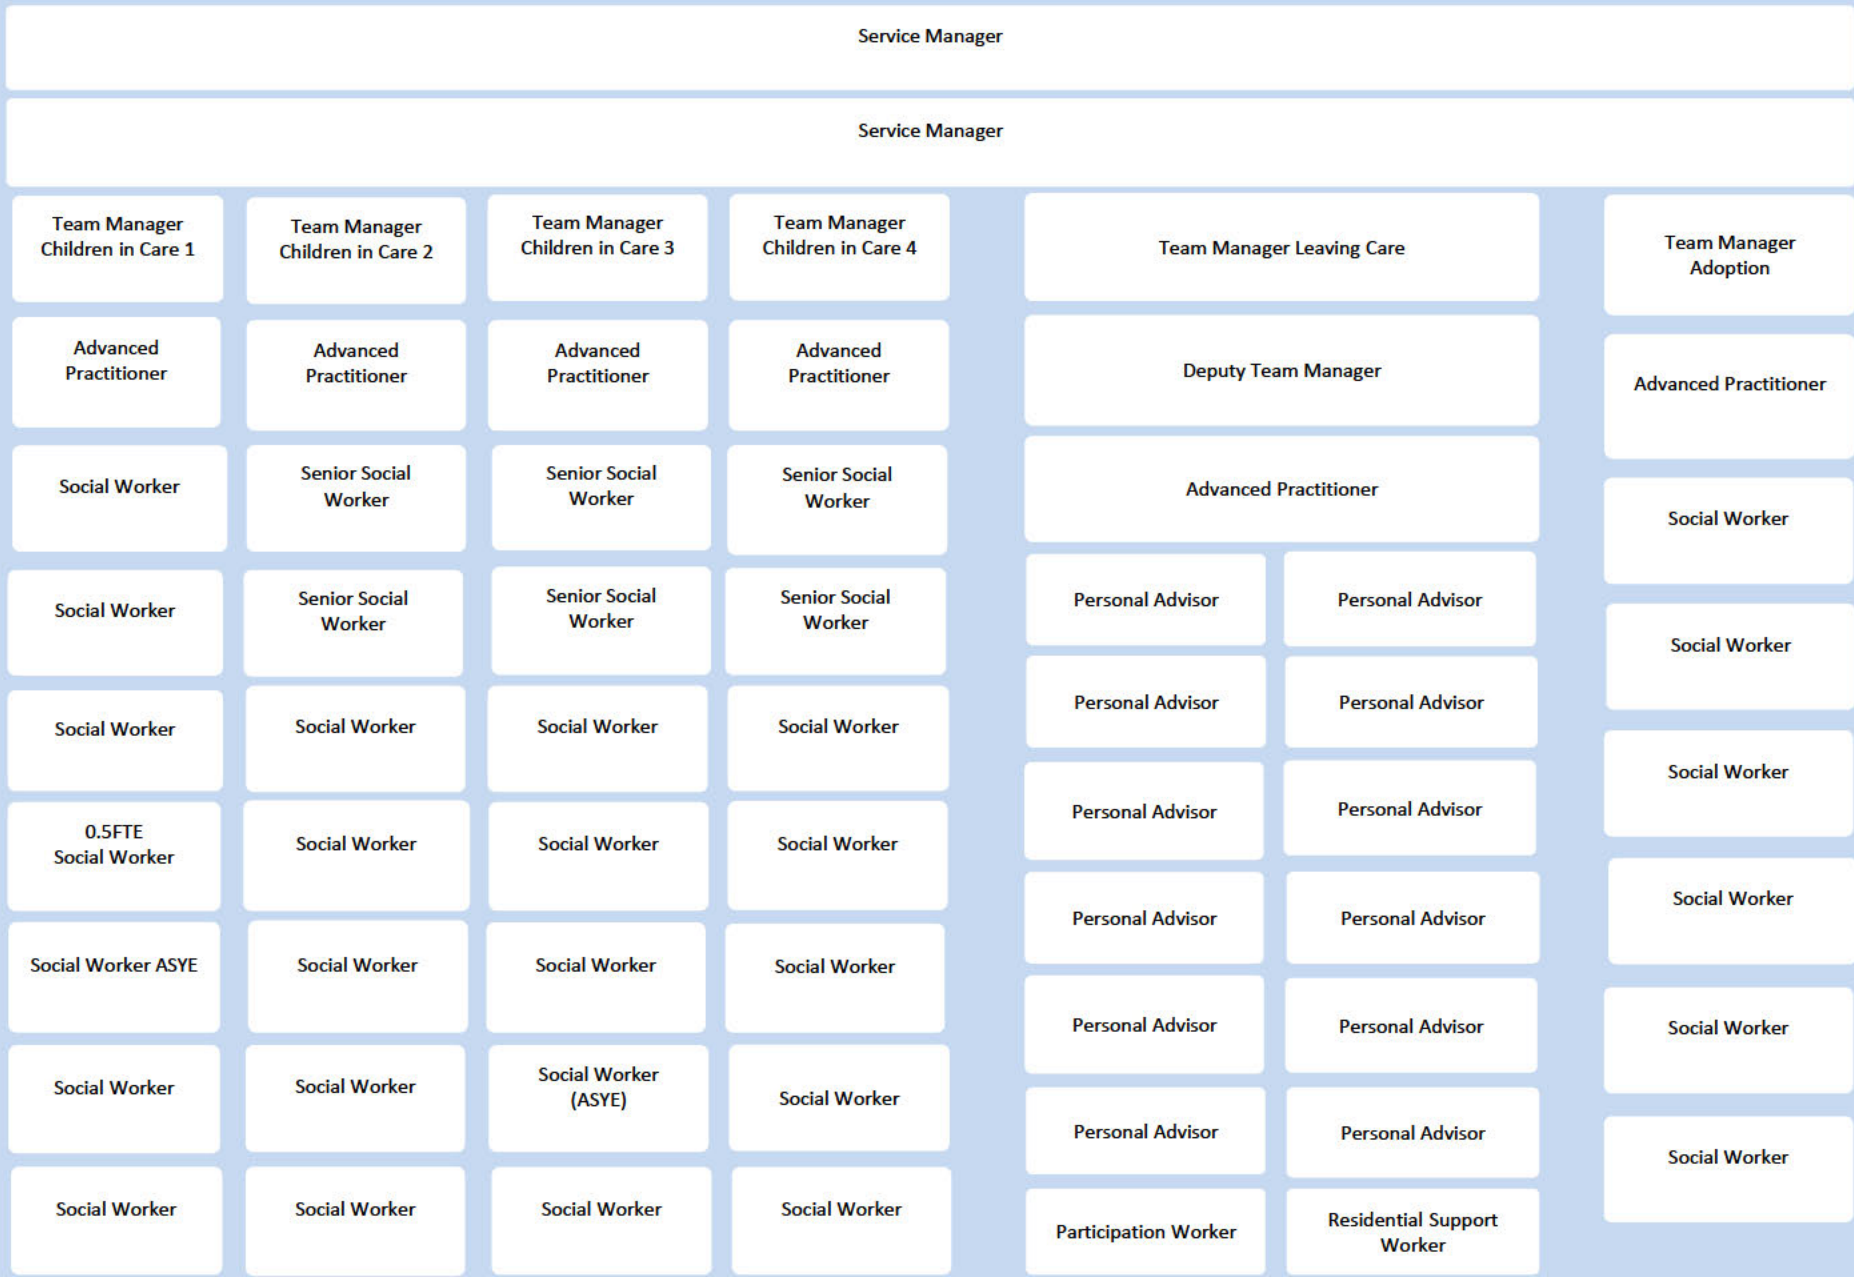 Service Manager
Service Manager
Team Manager
Children in Care 1
Advanced
Practitioner
Social Worker
Social Worker
Social Worker
0.5FTE
Social Worker
Social Worker ASYE
Social Worker
Social Worker
Team Manager
Children in Care 2
Advanced
Practitioner
Senior Social
Worker
Senior Social
Worker
Social Worker
Social Worker
Social Worker
Social Worker
Social Worker
Team Manager
Children in Care 3
Advanced
Practitioner
Senior Social
Worker
Senior Social
Worker
Social Worker
Social Worker
Social Worker
Social Worker
(ASYE)
Social Worker
Team Manager
Children in Care 4
Advanced
Practitioner
Senior Social
Worker
Senior Social
Worker
Social Worker
Social Worker
Social Worker
Social Worker
Social Worker
Team Manager Leaving Care
Deputy Team Manager
Advanced Practitioner
Personal Advisor
Personal Advisor
Personal Advisor
Personal Advisor
Personal Advisor
Personal Advisor
Personal Advisor
Personal Advisor
Personal Advisor
Personal Advisor
Personal Advisor
Personal Advisor
Participation Worker
Residential Support
Worker
Team Manager
Adoption
Advanced Practitioner
Social Worker
Social Worker
Social Worker
Social Worker
Social Worker
Social Worker